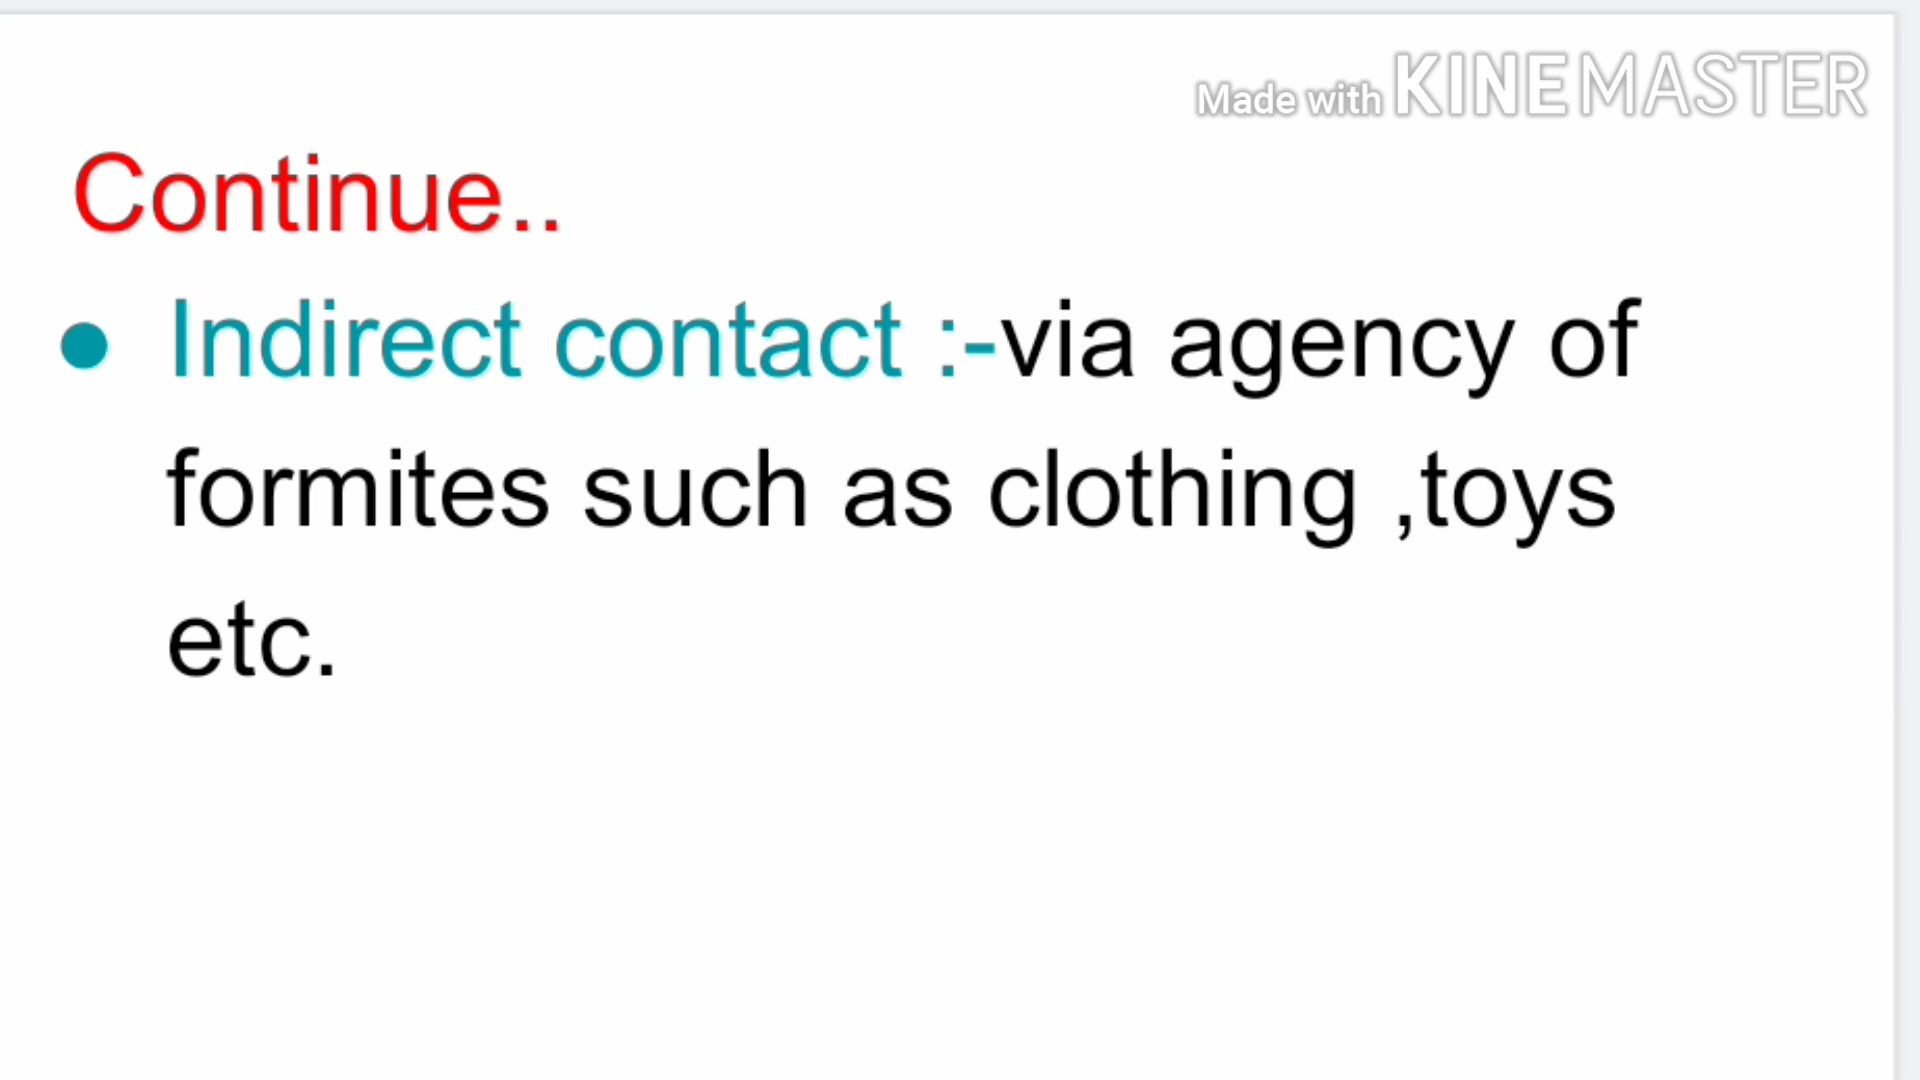 Made with KINEMASTER
Continue..
● Indirect contact :-via agency of
formites such as clothing ,toys
etc.